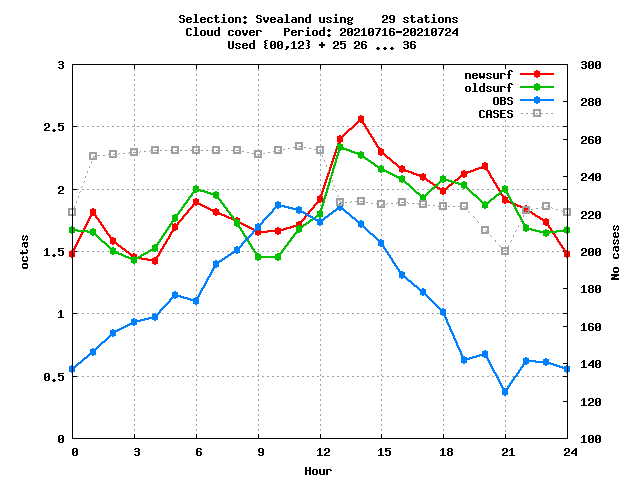 Selection: Svealand using    29 stations
Cloud cover   Period: 20210716-20210724
Used {00,12} + 25 26 ... 36
newsurf
oldsurf
OBS
CASES
octas
3
2.5
2
1.5
1
0.5
0
No cases
300
280
260
240
220
200
180
160
140
120
100
0 3 6 9 12 15 18 21 24
Hour